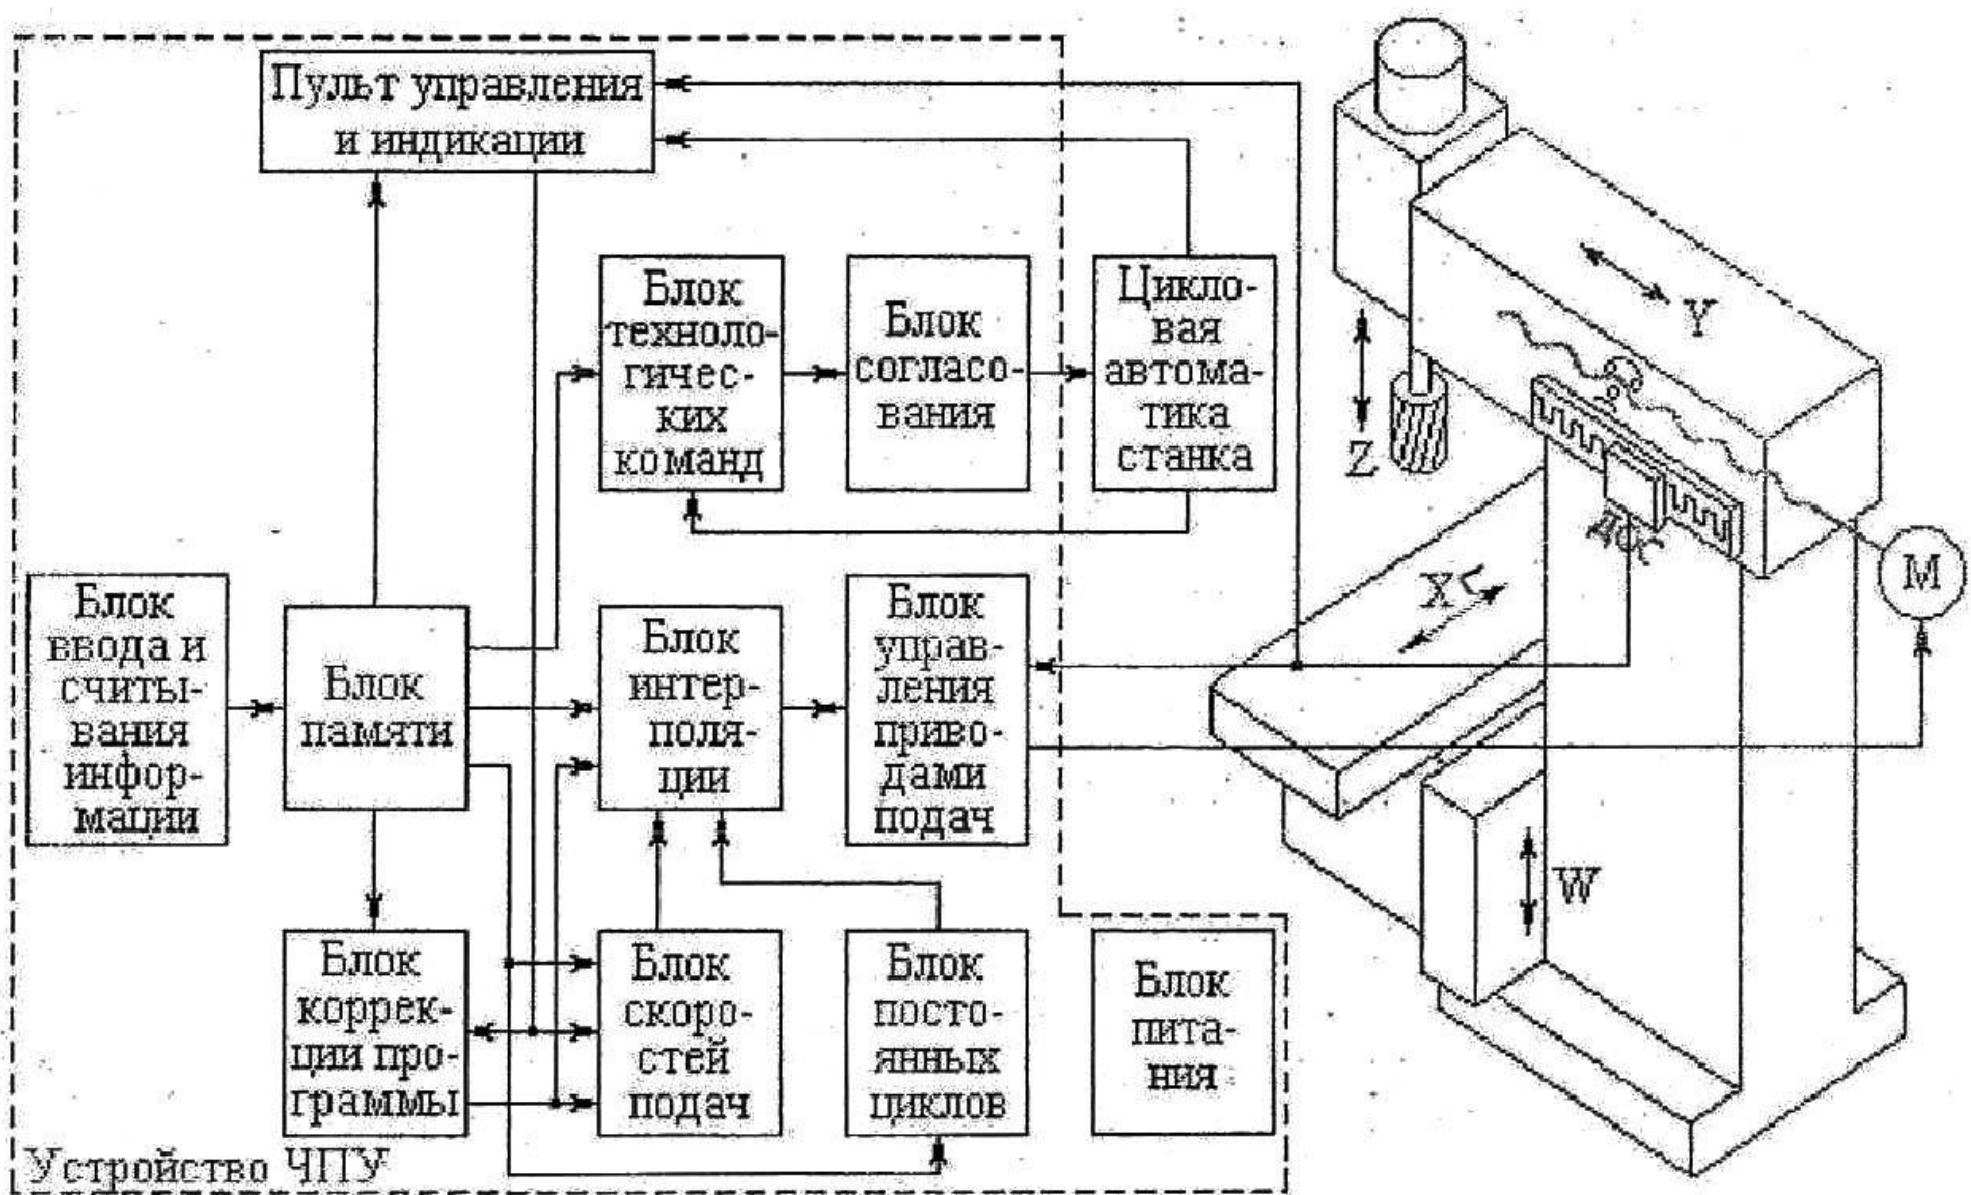 Пульт управления
и индикации
Блок
техноло-
гичес-
ких
команд
Блок
согласо-
вания
Цикло-
вая
автома-
тика
станка
Y
Z
ДОС
X
M
Блок
ввода и
считы-
вания
инфор-
мации
Блок
памяти
Блок
интер-
поля-
ции
Блок
управ-
ления
приво-
дами
подач
W
Блок
коррек-
ции про-
граммы
Блок
скоро-
стей
подач
Блок
посто-
янных
циклов
Блок
пита-
ния
Устройство ЧПУ